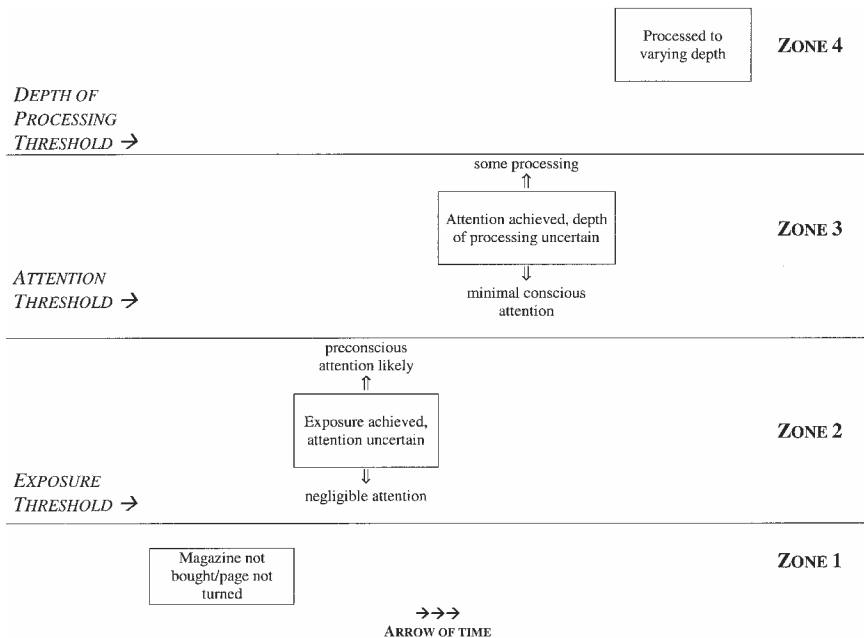 Processed to
varying depth
ZONE 4
DEPTH OF
PROCESSING
THRESHOLD →
some processing
⇑
Attention achieved, depth
of processing uncertain
ZONE 3
⇓
minimal conscious
attention
ATTENTION
THRESHOLD →
preconscious
attention likely
⇑
Exposure achieved,
attention uncertain
ZONE 2
⇓
negligible attention
EXPOSURE
THRESHOLD →
Magazine not
bought/page not
turned
ZONE 1
→→→
ARROW OF TIME